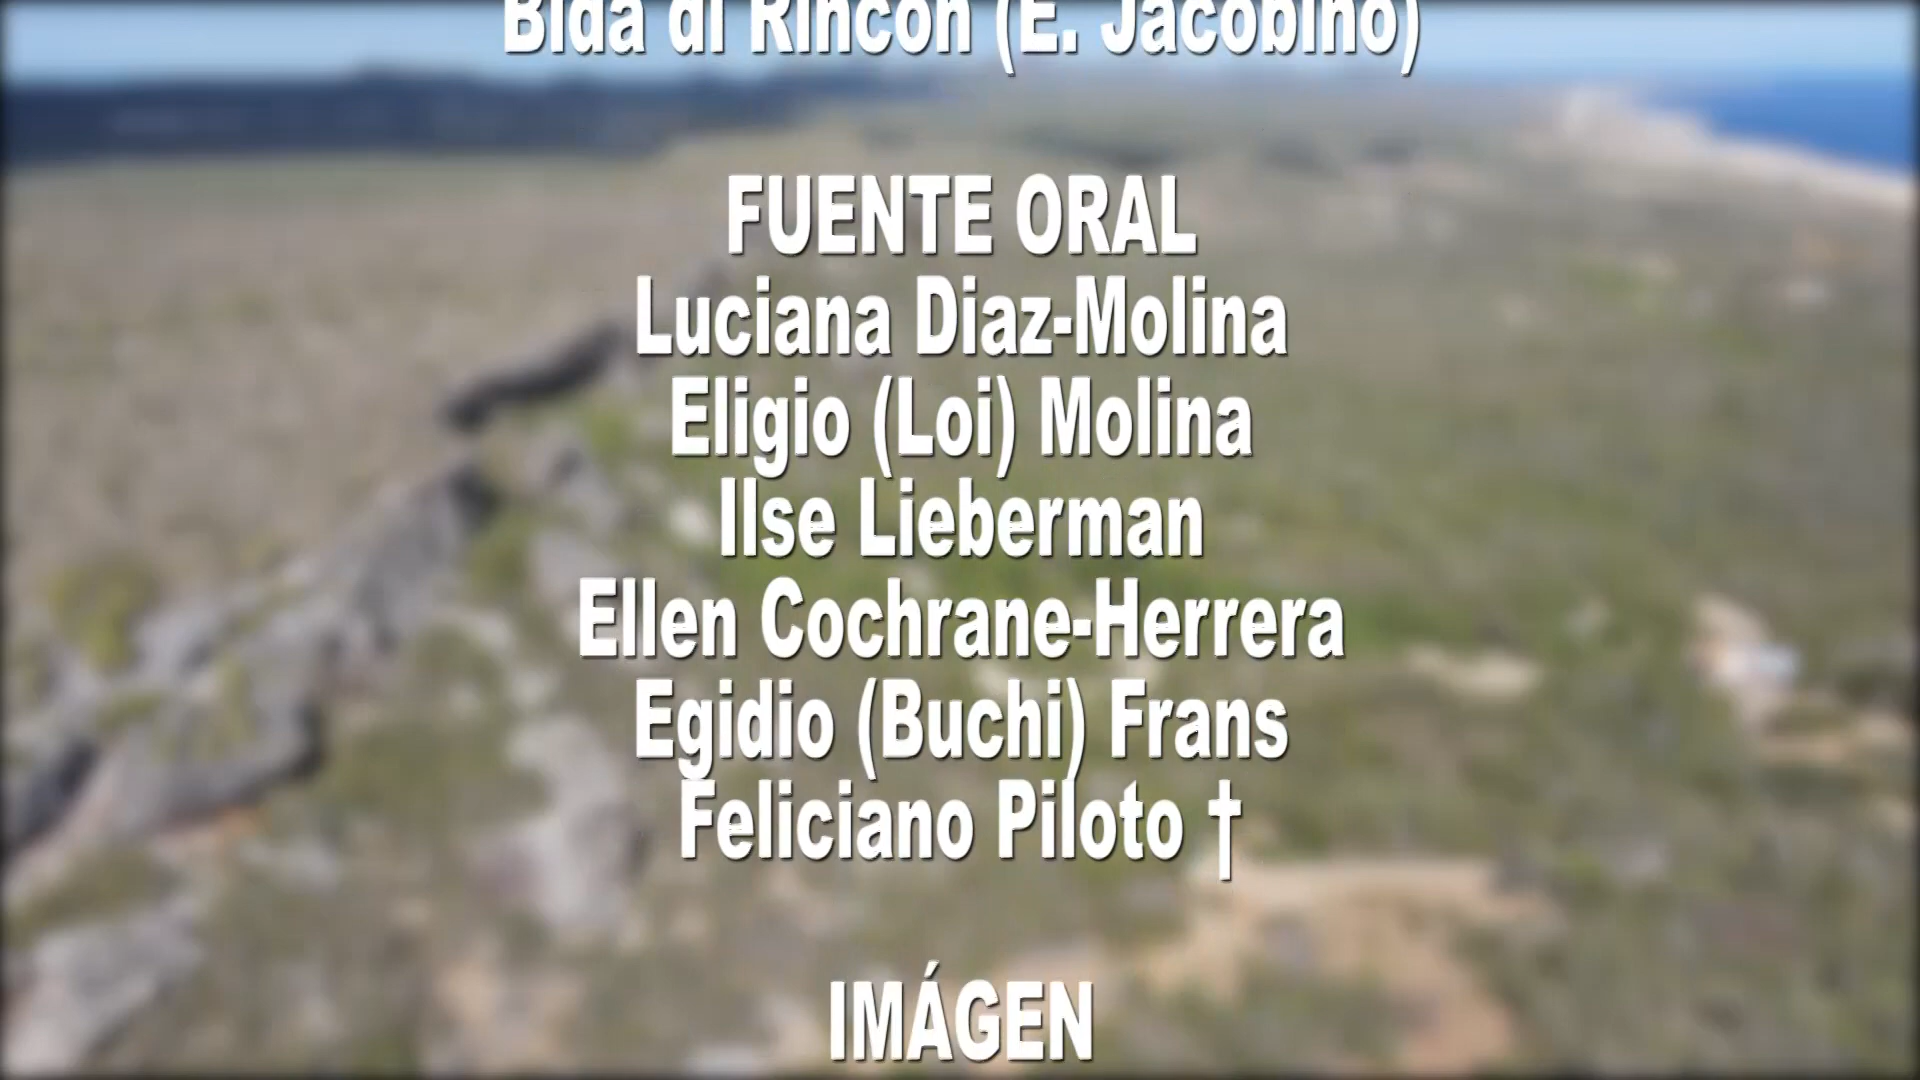 Bida di Rincon (E. Jacobino)
FUENTE ORAL
Luciana Diaz-Molina
Eligio (Loi) Molina
Ilse Lieberman
Ellen Cochrane-Herrera
Egidio (Buchi) Frans
Feliciano Piloto †
IMÁGEN